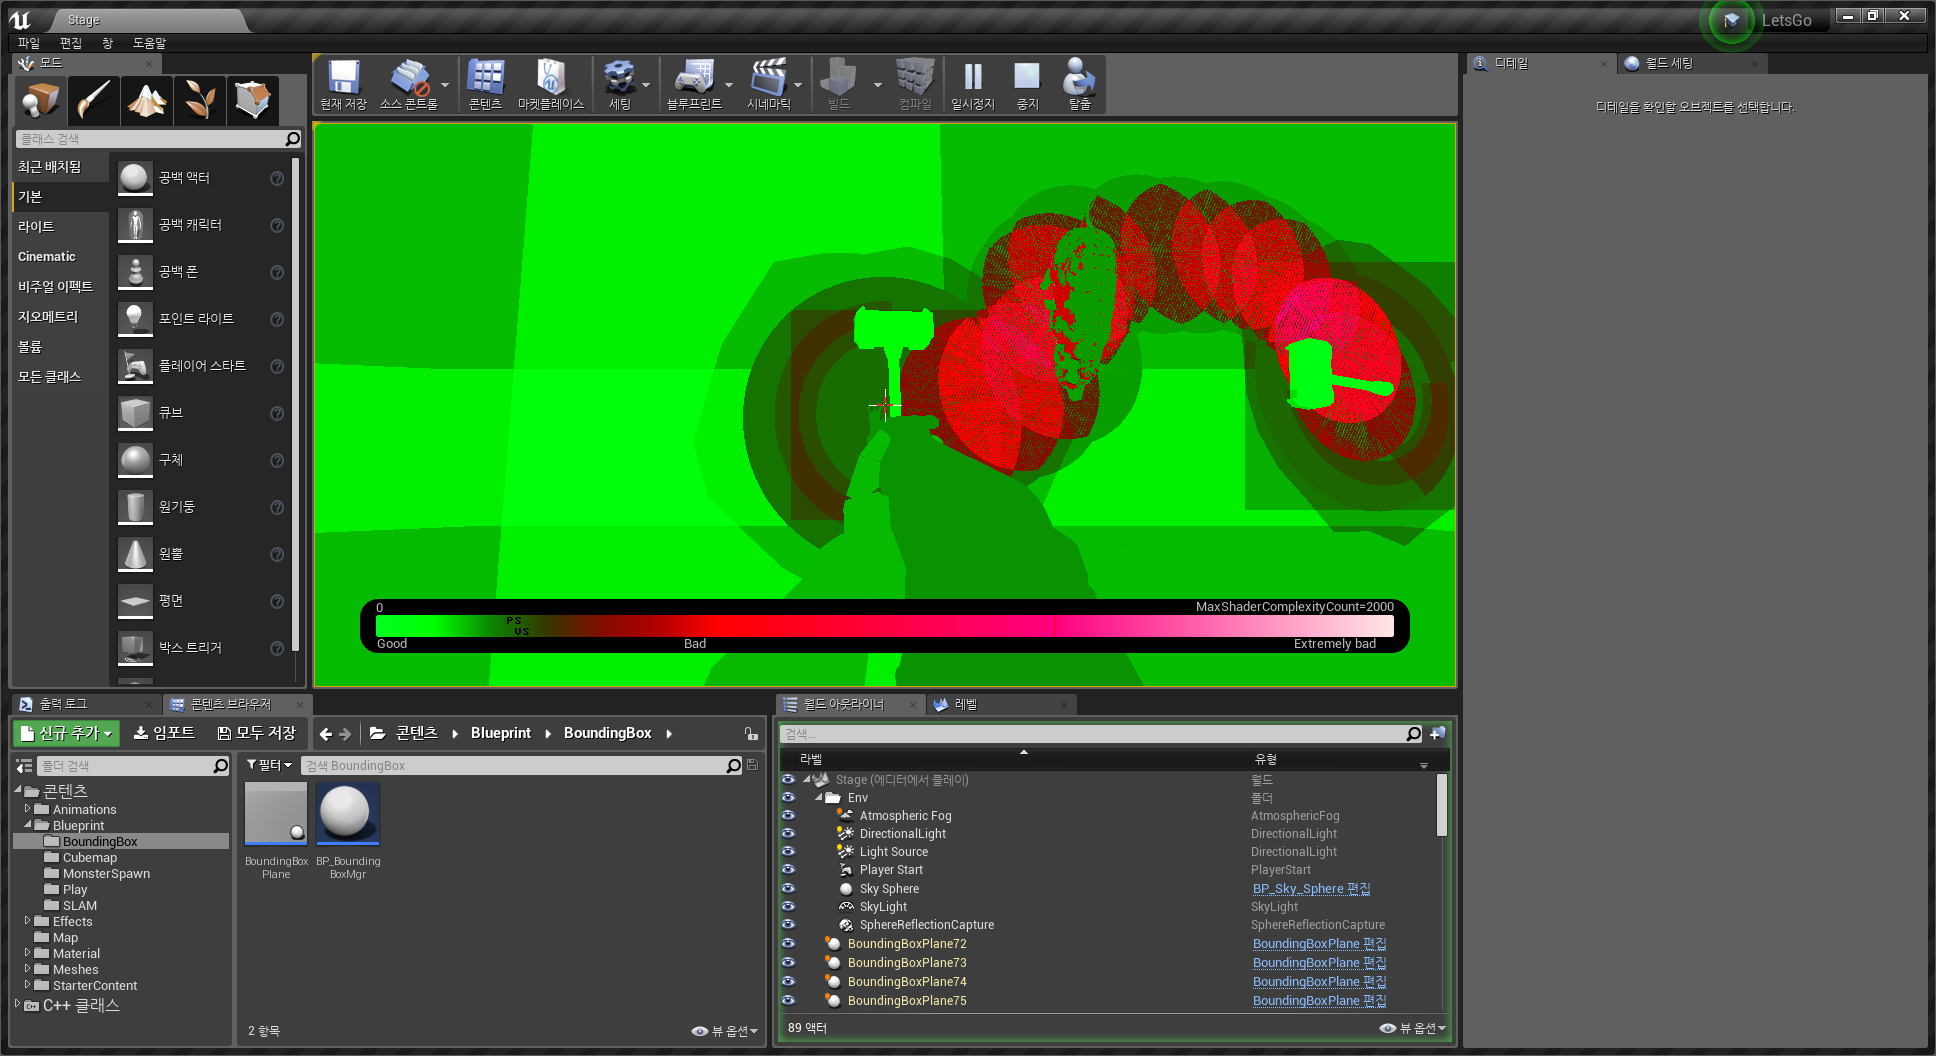 Stage
LetsGo
파일 편집 창 도움말
모드
클래스 검색
최근 배치됨
기본
라이트
Cinematic
비주얼 이펙트
지오메트리
볼륨
모든 클래스
공백 액터
공백 캐릭터
공백 폰
포인트 라이트
플레이어 스타트
큐브
구체
원기둥
원뿔
평면
박스 트리거
현재 저장 소스 콘트롤 콘텐츠 마켓플레이스 세팅 블루프린트 시네마틱 빌드 컴파일 일시정지 중지 탈출
0 MaxShaderComplexityCount=2000
PS
VS
Good Bad Extremely bad
디테일 월드 세팅
디테일을 확인할 오브젝트를 선택합니다.
출력 로그 콘텐츠 브라우저
신규 추가 임포트 모두 저장 콘텐츠 Blueprint BoundingBox
폴더 검색
콘텐츠
Animations
Blueprint
BoundingBox
Cubemap
MonsterSpawn
Play
SLAM
Effects
Map
Material
Meshes
StarterContent
C++ 클래스
필터 검색 BoundingBox
BoundingBox
Plane
BP_Bounding
BoxMgr
2 항목 뷰 옵션
월드 아웃라이너 레벨
검색...
라벨 유형
Stage (에디터에서 플레이) 월드
Env 폴더
Atmospheric Fog AtmosphericFog
DirectionalLight DirectionalLight
Light Source DirectionalLight
Player Start PlayerStart
Sky Sphere BP_Sky_Sphere 편집
SkyLight SkyLight
SphereReflectionCapture SphereReflectionCapture
BoundingBoxPlane72 BoundingBoxPlane 편집
BoundingBoxPlane73 BoundingBoxPlane 편집
BoundingBoxPlane74 BoundingBoxPlane 편집
BoundingBoxPlane75 BoundingBoxPlane 편집
89 액터 뷰 옵션